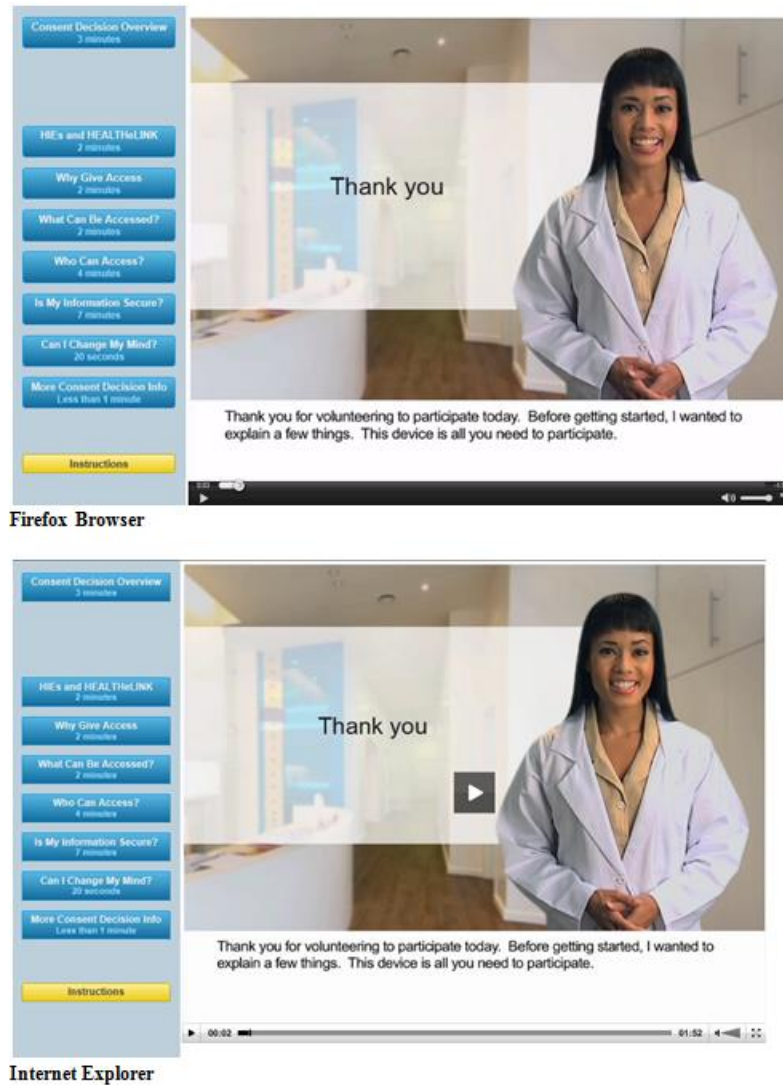 Consent Decision Overview
3 minutes
HIEs and HEALTHeLINK
2 minutes
Why Give Access
2 minutes
What Can Be Accessed?
2 minutes
Who Can Access?
4 minutes
Is My Information Secure?
7 minutes
Can I Change My Mind?
20 seconds
More Consent Decision Info
Less than 1 minute
Instructions
Thank you
Thank you for volunteering to participate today. Before getting started, I wanted to
explain a few things. This device is all you need to participate.
Firefox Browser
Consent Decision Overview
3 minutes
HIEs and HEALTHeLINK
2 minutes
Why Give Access
2 minutes
What Can Be Accessed?
2 minutes
Who Can Access?
4 minutes
Is My Information Secure?
7 minutes
Can I Change My Mind?
20 seconds
More Consent Decision Info
Less than 1 minute
Instructions
Thank you
Thank you for volunteering to participate today. Before getting started, I wanted to
explain a few things. This device is all you need to participate.
00:02 01:52
Internet Explorer